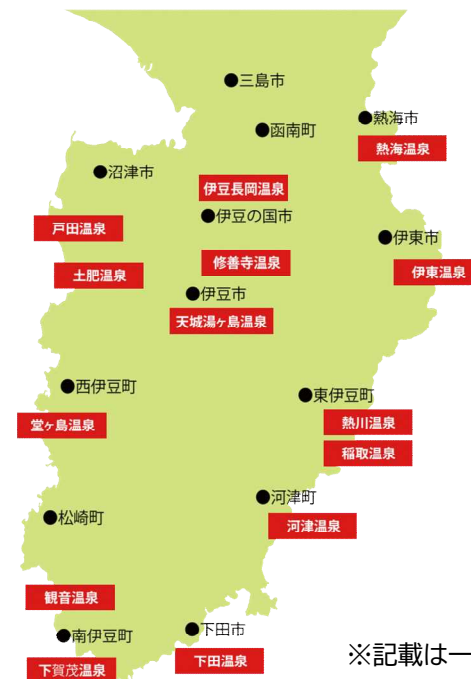 ●三島市
●函南町
●熱海市
熱海温泉
●沼津市
伊豆長岡温泉
●伊豆の国市
戸田温泉
●伊東市
修善寺温泉
伊東温泉
土肥温泉
●伊豆市
天城湯ヶ島温泉
●西伊豆町
●東伊豆町
堂ヶ島温泉
熱川温泉
稲取温泉
●河津町
●松崎町
河津温泉
観音温泉
●下田市
●南伊豆町
下田温泉
下賀茂温泉
※記載は一